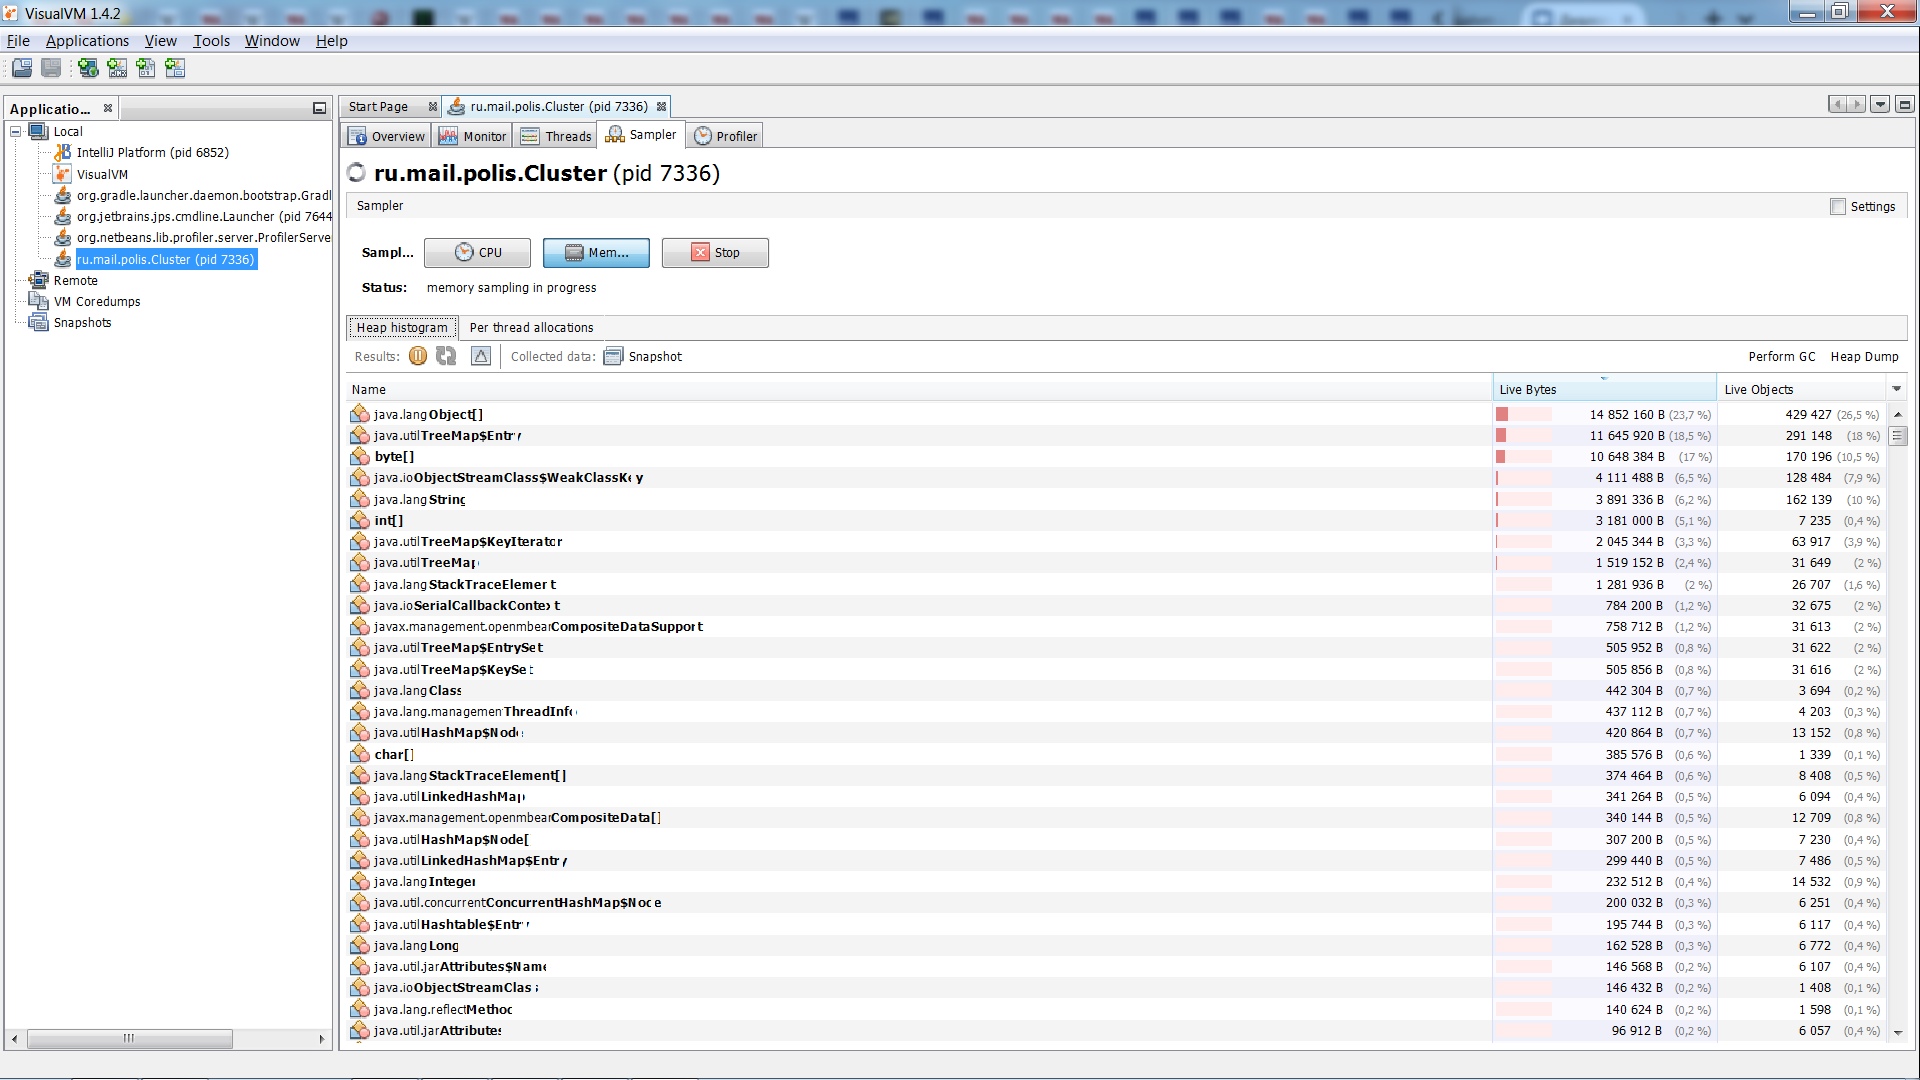 VisualVM 1.4.2
File Applications View Tools Window Help
Applicatio...
Start Page
ru.mail.polis.Cluster (pid 7336)
Local
IntelliJ Platform (pid 6852)
VisualVM
org.gradle.launcher.daemon.bootstrap.Gradl
org.jetbrains.jps.cmdline.Launcher (pid 7644
org.netbeans.lib.profiler.server.ProfilerServe
ru.mail.polis.Cluster (pid 7336)
Remote
VM Coredumps
Snapshots
Overview Monitor Threads Sampler Profiler
ru.mail.polis.Cluster (pid 7336)
Sampler Settings
Sampl... CPU Mem... Stop
Status: memory sampling in progress
Heap histogram Per thread allocations
Results: Collected data: Snapshot Perform GC Heap Dump
Name Live Bytes Live Objects
java.lang.Object[] 14 852 160 B (23,7 %) 429 427 (26,5 %)
java.util.TreeMap$Entry 11 645 920 B (18,5 %) 291 148 (18 %)
byte[] 10 648 384 B (17 %) 170 196 (10,5 %)
java.io.ObjectStreamClass$WeakClassKey 4 111 488 B (6,5 %) 128 484 (7,9 %)
java.lang.String 3 891 336 B (6,2 %) 162 139 (10 %)
int[] 3 181 000 B (5,1 %) 7 235 (0,4 %)
java.util.TreeMap$KeyIterator 2 045 344 B (3,3 %) 63 917 (3,9 %)
java.util.TreeMap 1 519 152 B (2,4 %) 31 649 (2 %)
java.lang.StackTraceElement 1 281 936 B (2 %) 26 707 (1,6 %)
java.io.SerialCallbackContext 784 200 B (1,2 %) 32 675 (2 %)
javax.management.openmbean.CompositeDataSupport 758 712 B (1,2 %) 31 613 (2 %)
java.util.TreeMap$EntrySet 505 952 B (0,8 %) 31 622 (2 %)
java.util.TreeMap$KeySet 505 856 B (0,8 %) 31 616 (2 %)
java.lang.Class 442 304 B (0,7 %) 3 694 (0,2 %)
java.lang.management.ThreadInfo 437 112 B (0,7 %) 4 203 (0,3 %)
java.util.HashMap$Node 420 864 B (0,7 %) 13 152 (0,8 %)
char[] 385 576 B (0,6 %) 1 339 (0,1 %)
java.lang.StackTraceElement[] 374 464 B (0,6 %) 8 408 (0,5 %)
java.util.LinkedHashMap 341 264 B (0,5 %) 6 094 (0,4 %)
javax.management.openmbean.CompositeData[] 340 144 B (0,5 %) 12 709 (0,8 %)
java.util.HashMap$Node[] 307 200 B (0,5 %) 7 230 (0,4 %)
java.util.LinkedHashMap$Entry 299 440 B (0,5 %) 7 486 (0,5 %)
java.lang.Integer 232 512 B (0,4 %) 14 532 (0,9 %)
java.util.concurrent.ConcurrentHashMap$Node 200 032 B (0,3 %) 6 251 (0,4 %)
java.util.Hashtable$Entry 195 744 B (0,3 %) 6 117 (0,4 %)
java.lang.Long 162 528 B (0,3 %) 6 772 (0,4 %)
java.util.jar.Attributes$Name 146 568 B (0,2 %) 6 107 (0,4 %)
java.io.ObjectStreamClass 146 432 B (0,2 %) 1 408 (0,1 %)
java.lang.reflect.Method 140 624 B (0,2 %) 1 598 (0,1 %)
java.util.jar.Attributes 96 912 B (0,2 %) 6 057 (0,4 %)